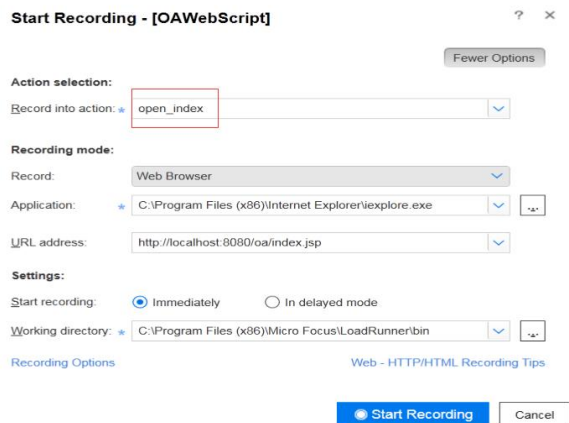 Start Recording - [OAWebScript]
? ×
Fewer Options
Action selection:
Record into action: * open_index
Recording mode:
Record: Web Browser
Application: * C:\Program Files (x86)\Internet Explorer\iexplore.exe ...
URL address: http://localhost:8080/oa/index.jsp
Settings:
Start recording: Immediately In delayed mode
Working directory: * C:\Program Files (x86)\Micro Focus\LoadRunner\bin ...
Recording Options Web - HTTP/HTML Recording Tips
Start Recording Cancel